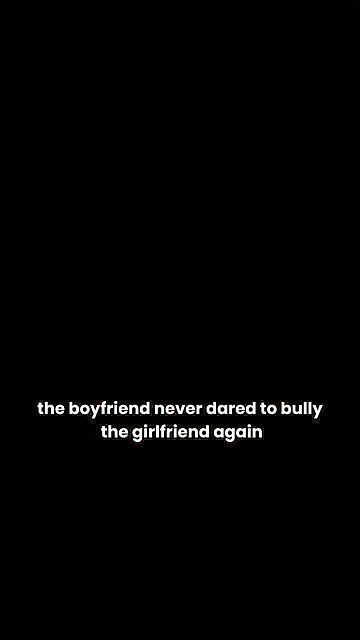 the boyfriend never dared to bully
the girlfriend again